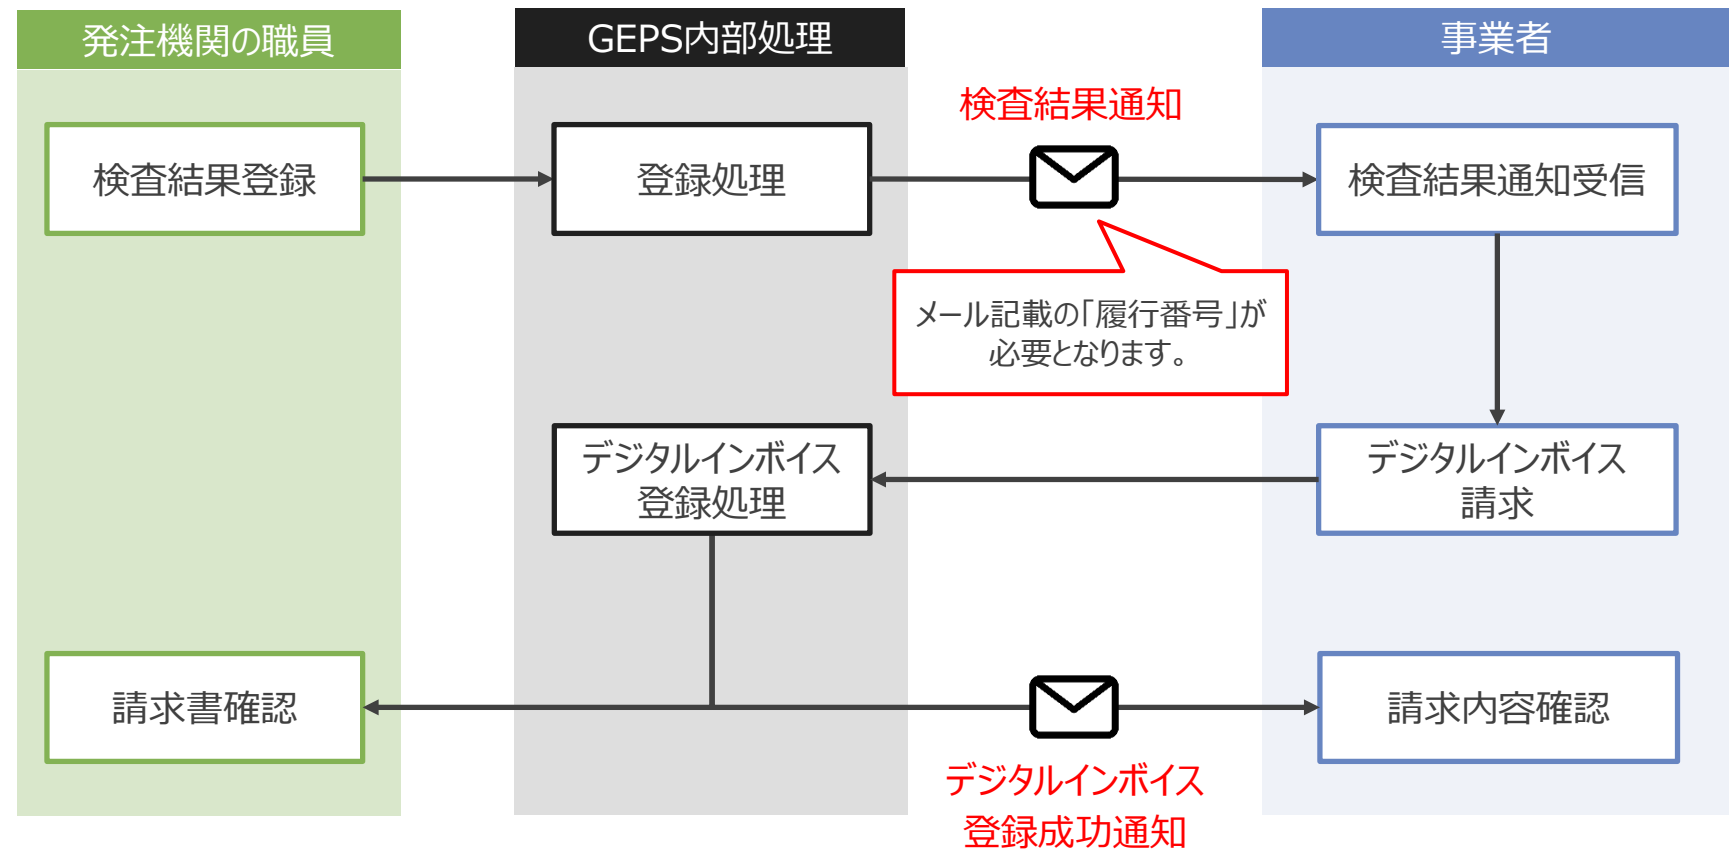 発注機関の職員
GEPS内部処理
事業者
検査結果通知
検査結果登録
登録処理
検査結果通知受信
メール記載の「履行番号」が
必要となります。
デジタルインボイス
登録処理
デジタルインボイス
請求
請求書確認
請求内容確認
デジタルインボイス
登録成功通知